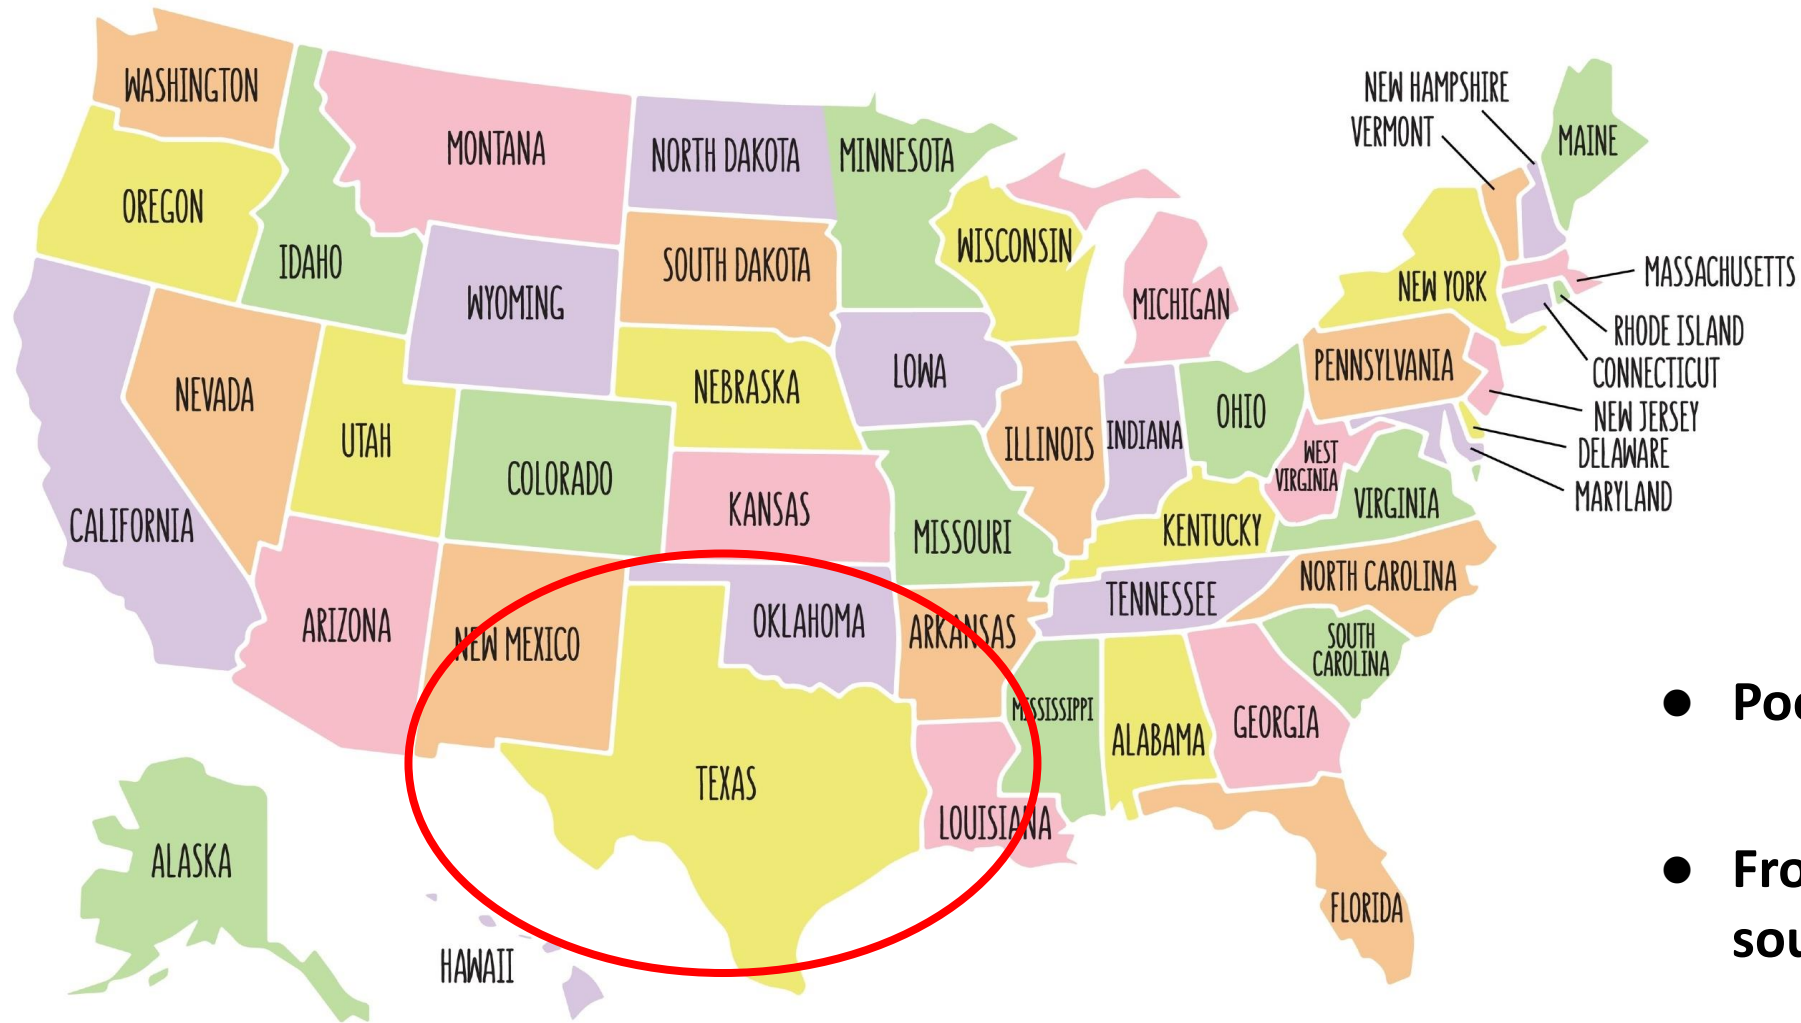 WASHINGTON
MONTANA
NORTH DAKOTA
MINNESOTA
NEW HAMPSHIRE
VERMONT
MAINE
OREGON
IDAHO
WYOMING
SOUTH DAKOTA
WISCONSIN
MICHIGAN
NEW YORK
MASSACHUSETTS
RHODE ISLAND
CONNECTICUT
NEW JERSEY
DELAWARE
MARYLAND
NEVADA
UTAH
COLORADO
NEBRASKA
LOWA
ILLINOIS
INDIANA
OHIO
PENNSYLVANIA
WEST
VIRGINIA
VIRGINIA
CALIFORNIA
KANSAS
MISSOURI
KENTUCKY
ARIZONA
NEW MEXICO
OKLAHOMA
ARKANSAS
TENNESSEE
NORTH CAROLINA
SOUTH
CAROLINA
TEXAS
LOUISIANA
MISSISSIPPI
ALABAMA
GEORGIA
FLORIDA
ALASKA
HAWAII